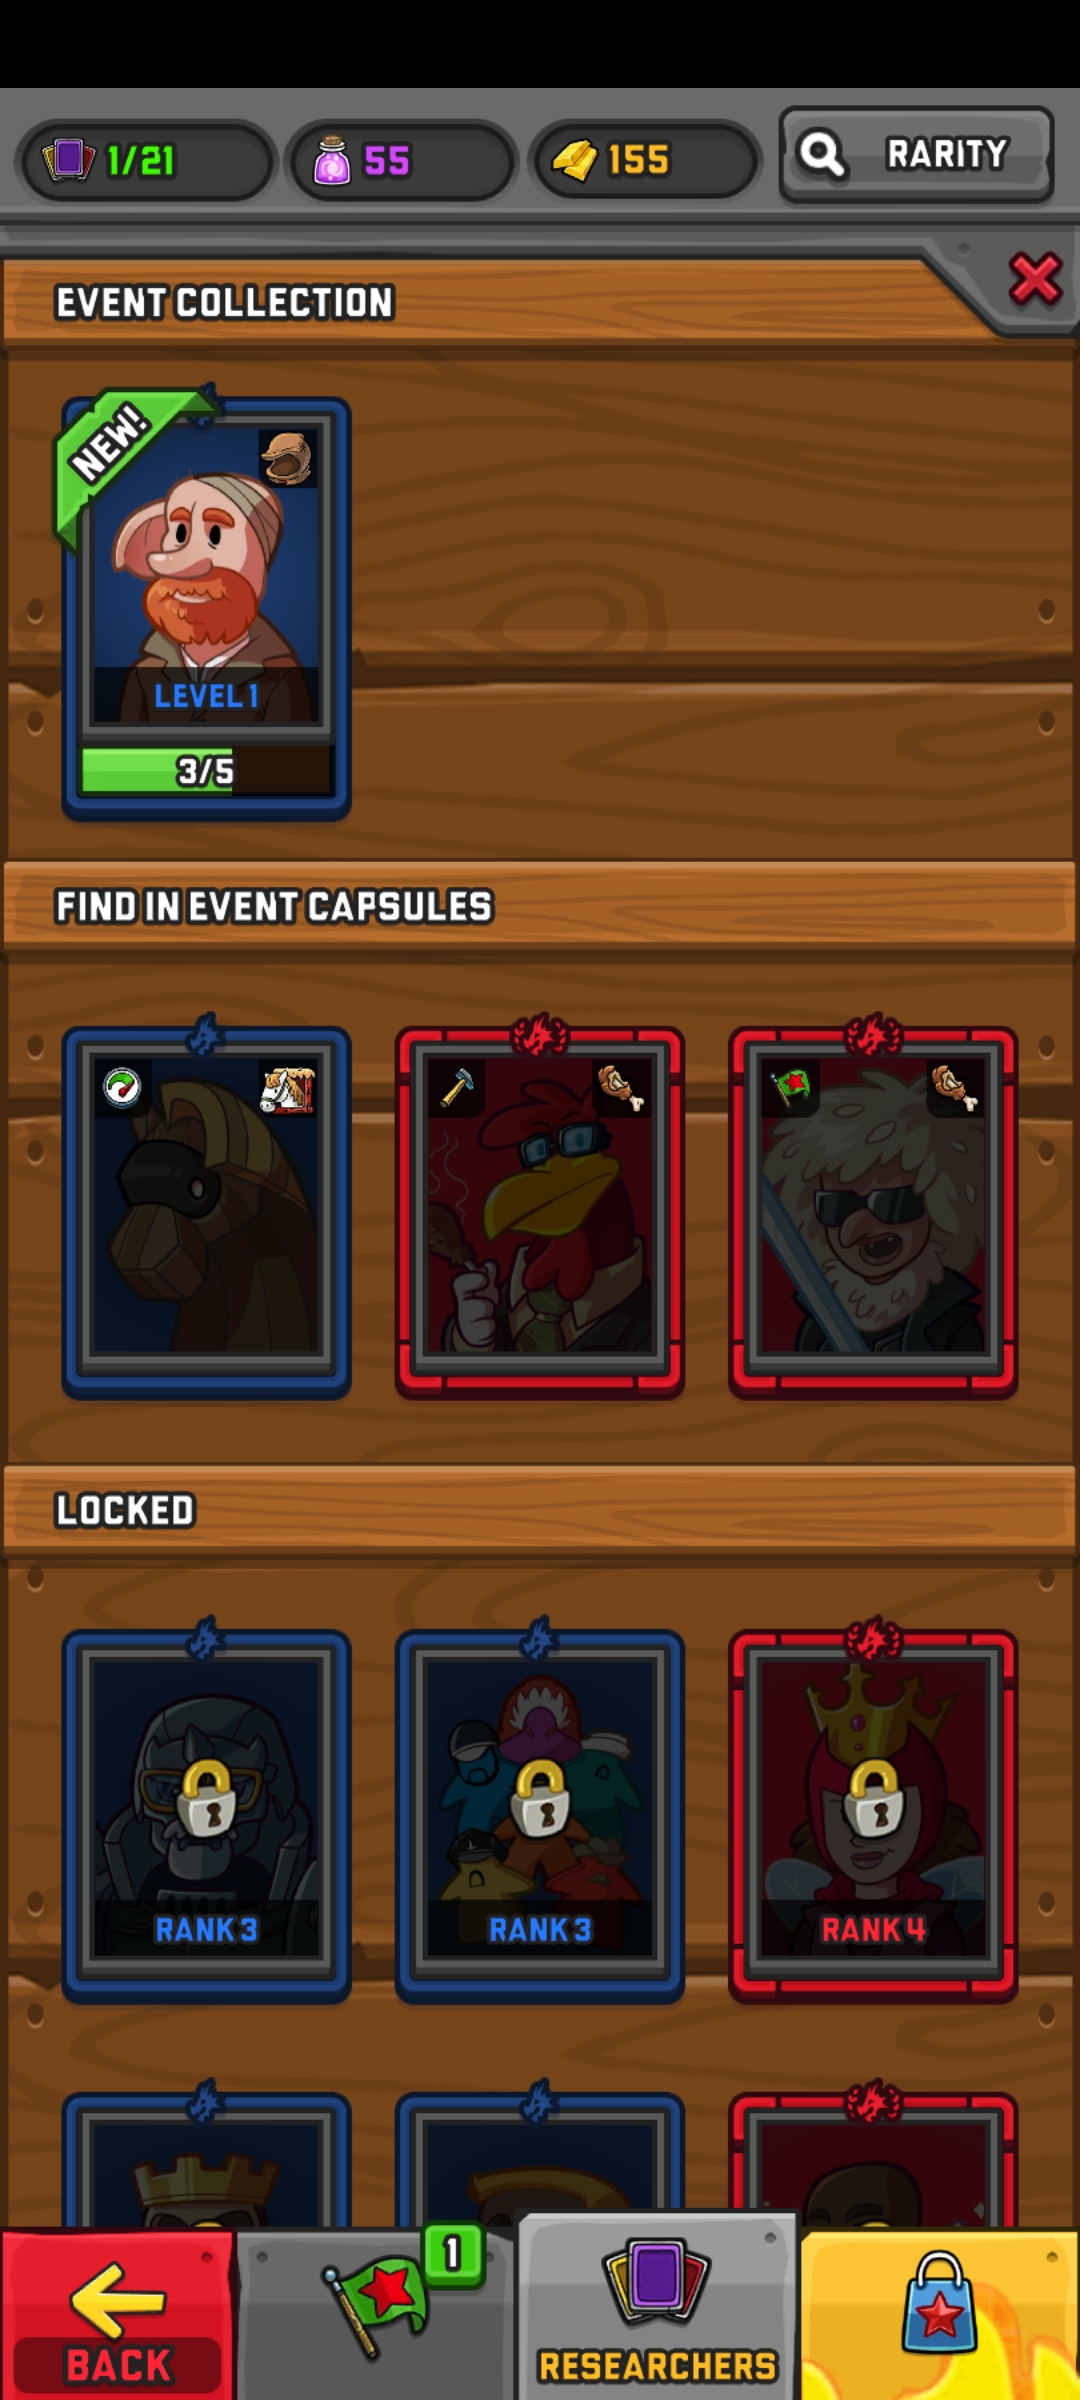 1/21
55
155
RARITY
EVENT COLLECTION
NEW!
LEVEL 1
3/5
FIND IN EVENT CAPSULES
LOCKED
RANK 3
RANK 3
RANK 4
1
BACK
RESEARCHERS